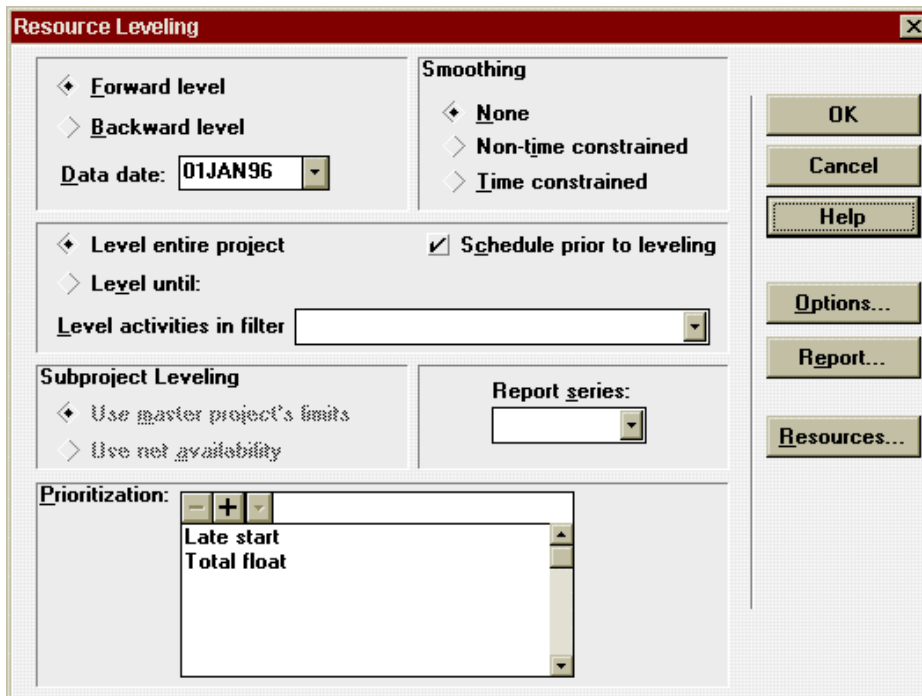 Resource Leveling
Forward level
Backward level
Data date: 01JAN96
Smoothing
None
Non-time constrained
Time constrained
OK
Cancel
Help
Options...
Report...
Resources...
Level entire project
Schedule prior to leveling
Level until:
Level activities in filter
Subproject Leveling
Use master project's limits
Use net availability
Report series:
Prioritization:
Late start
Total float